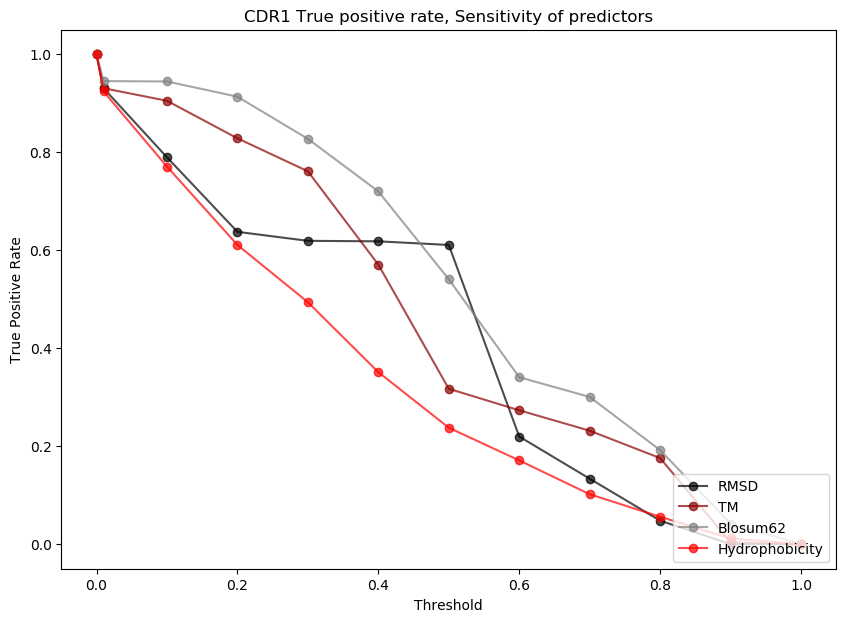 CDR1 True positive rate, Sensitivity of predictors
True Positive Rate
1.0
0.8
0.6
0.4
0.2
0.0
0.0 0.2 0.4 0.6 0.8 1.0
Threshold
RMSD
TM
Blosum62
Hydrophobicity